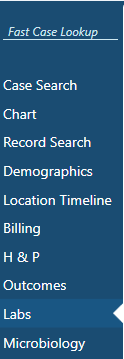 Fast Case Lookup
Case Search
Chart
Record Search
Demographics
Location Timeline
Billing
H & P
Outcomes
Labs
Microbiology